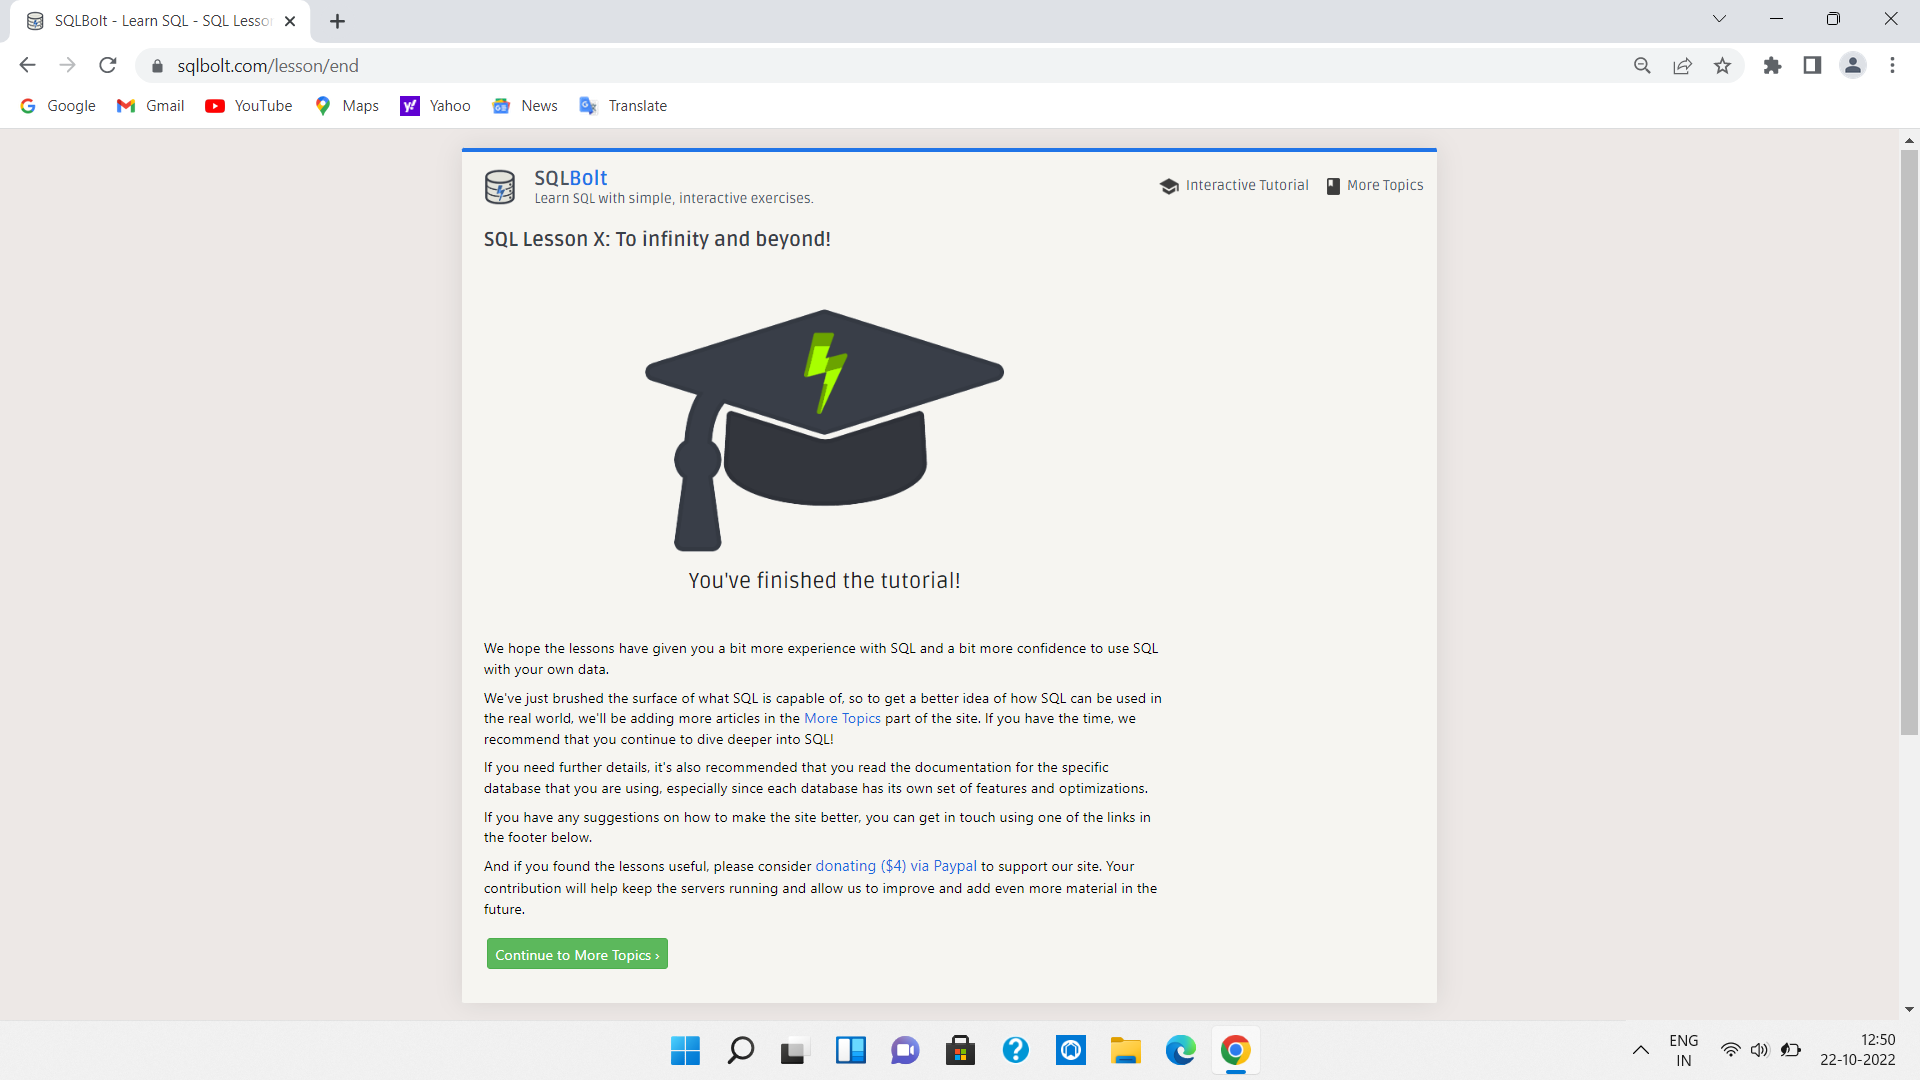 SQLBolt - Learn SQL - SQL Lesso
sqlbolt.com/lesson/end
Google Gmail YouTube Maps Yahoo News Translate
SQLBolt
Learn SQL with simple, interactive exercises.
Interactive Tutorial More Topics
SQL Lesson X: To infinity and beyond!
You've finished the tutorial!
We hope the lessons have given you a bit more experience with SQL and a bit more confidence to use SQL
with your own data.
We've just brushed the surface of what SQL is capable of, so to get a better idea of how SQL can be used in
the real world, we'll be adding more articles in the More Topics part of the site. If you have the time, we
recommend that you continue to dive deeper into SQL!
If you need further details, it's also recommended that you read the documentation for the specific
database that you are using, especially since each database has its own set of features and optimizations.
If you have any suggestions on how to make the site better, you can get in touch using one of the links in
the footer below.
And if you found the lessons useful, please consider donating ($4) via Paypal to support our site. Your
contribution will help keep the servers running and allow us to improve and add even more material in the
future.
Continue to More Topics ›
ENG
IN
12:50
22-10-2022